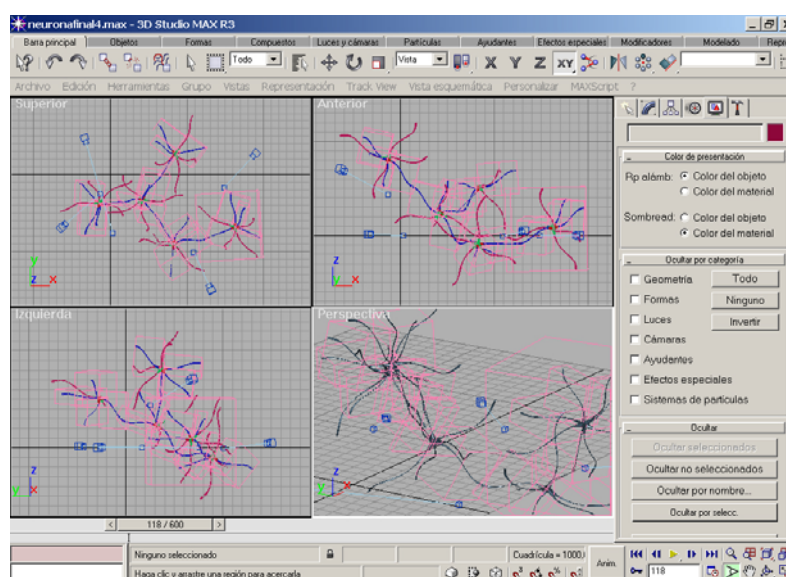 neuronafinal4.max - 3D Studio MAX R3
Barra principal Objetos Formas Compuestos Luces y cámaras Partículas Ayudantes Efectos especiales Modificadores Modelado Repre
Todo Vista X Y Z XY
Archivo Edición Herramientas Grupo Vistas Representación Track View Vista esquemática Personalizar MAXScript ?
Superior Anterior
Izquierda Perspectiva
Color de presentación
Rp alámb: Color del objeto
Color del material
Sombread: Color del objeto
Color del material
Ocultar por categoría
Geometría Todo
Formas Ninguno
Luces Invertir
Cámaras
Ayudantes
Efectos especiales
Sistemas de partículas
Ocultar
Ocultar seleccionados
Ocultar no seleccionados
Ocultar por nombre...
Ocultar por selecc.
118 / 600
Ninguno seleccionado Cuadrícula = 1000, Anim.
Haga clic y arrastre una región para acercarla 118